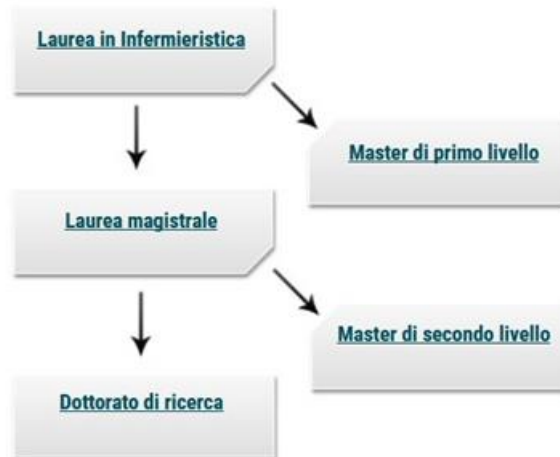 Laurea in Infermieristica
Master di primo livello
Laurea magistrale
Master di secondo livello
Dottorato di ricerca